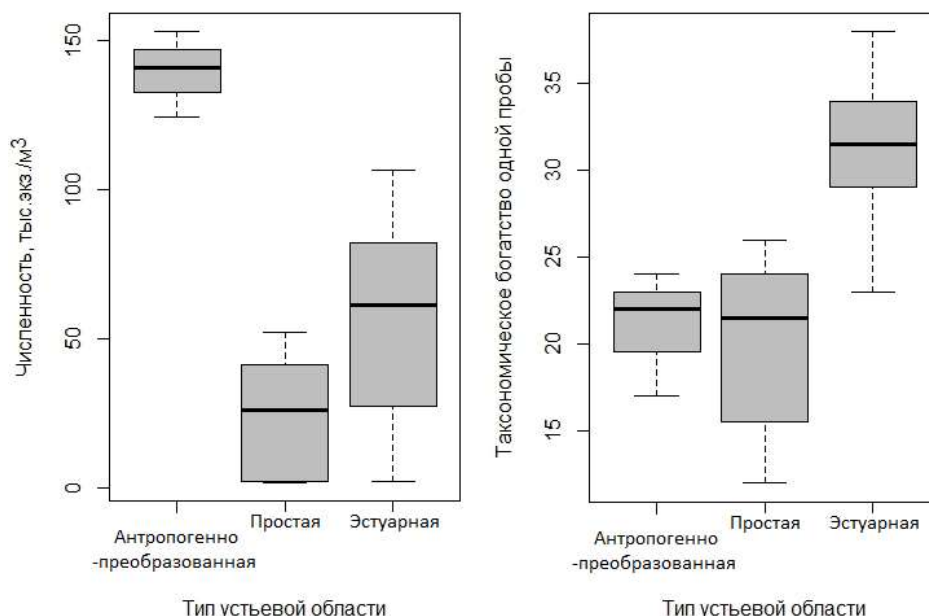 Численность, тыс.экз./м³
150
100
50
0
Антропогенно
-преобразованная
Простая
Эстуарная
Тип устьевой области
Таксономическое богатство одной пробы
35
30
25
20
15
Антропогенно
-преобразованная
Простая
Эстуарная
Тип устьевой области